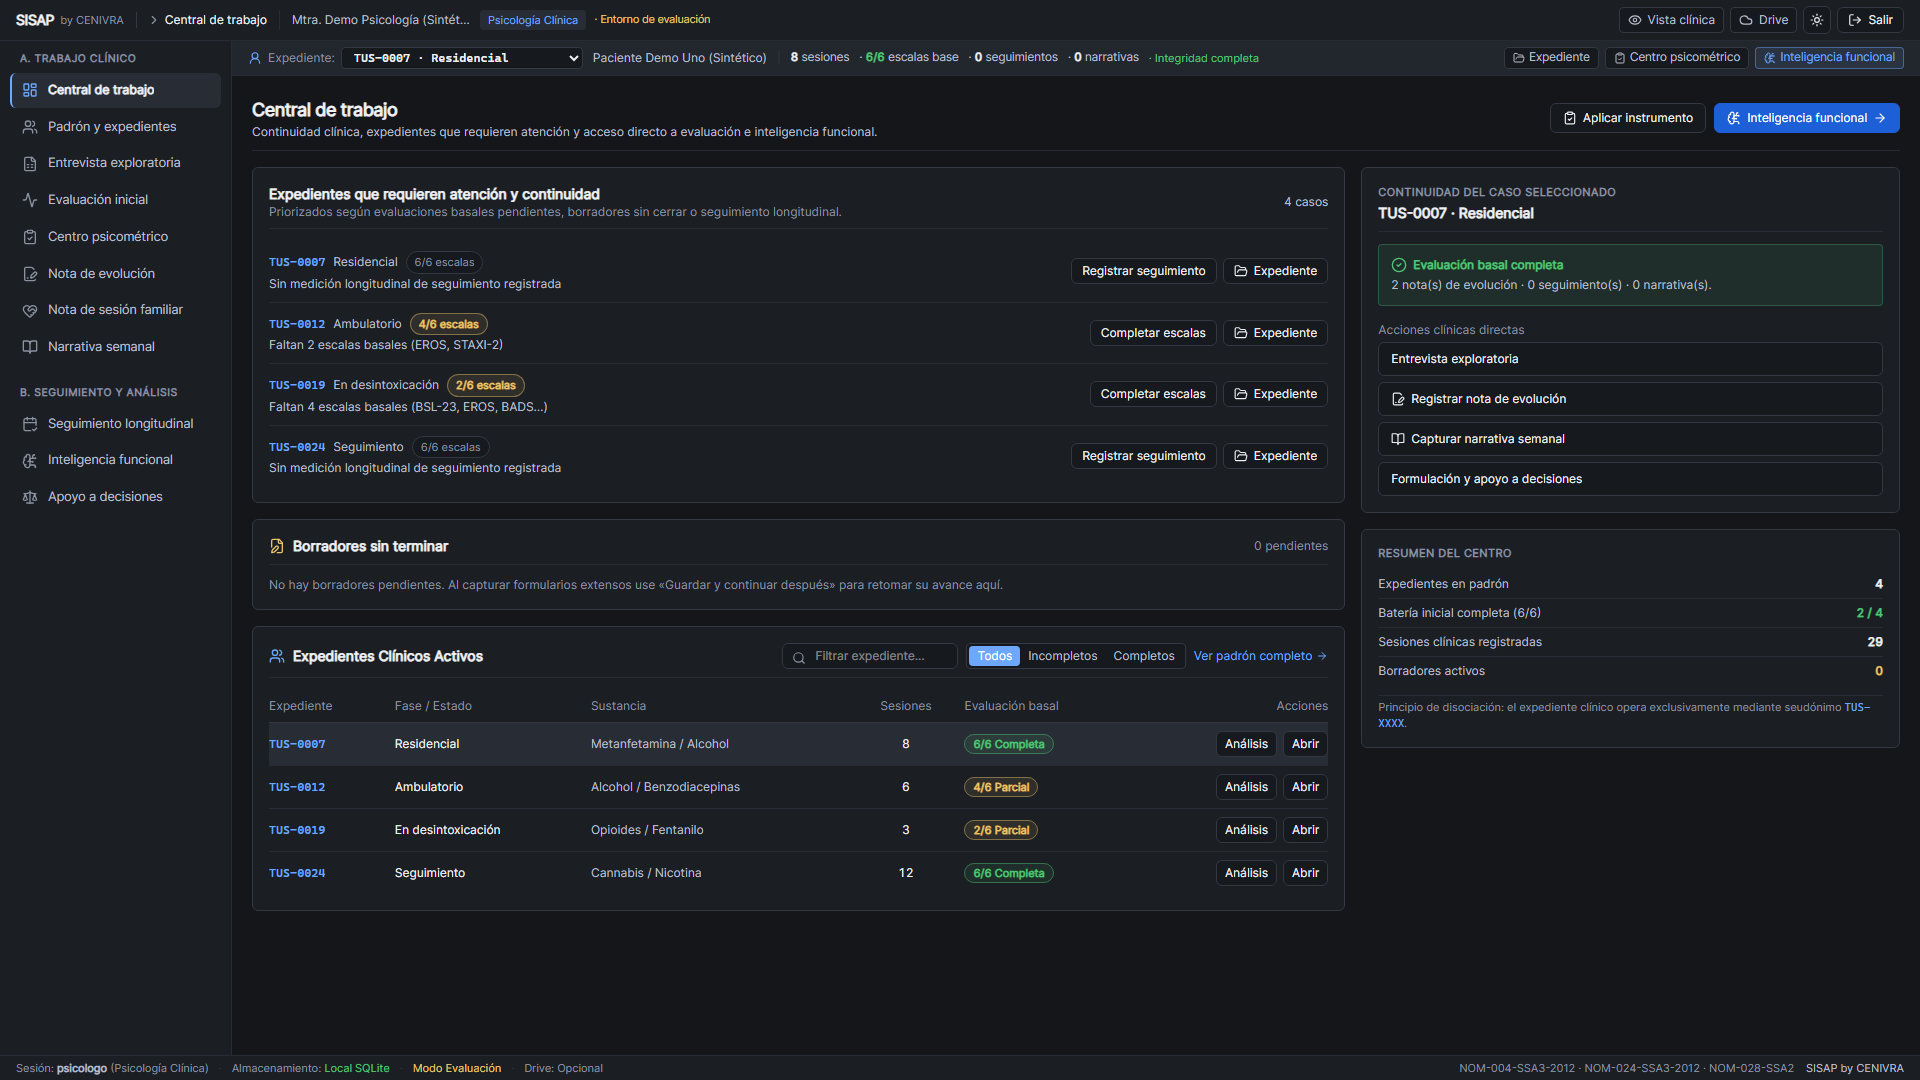 SISAP by CENIVRA
Central de trabajo
Mtra. Demo Psicología (Sintét...
Psicología Clínica
· Entorno de evaluación
Vista clínica
Drive
Salir
A. TRABAJO CLÍNICO
Central de trabajo
Padrón y expedientes
Entrevista exploratoria
Evaluación inicial
Centro psicométrico
Nota de evolución
Nota de sesión familiar
Narrativa semanal
B. SEGUIMIENTO Y ANÁLISIS
Seguimiento longitudinal
Inteligencia funcional
Apoyo a decisiones
Expediente: TUS-0007 · Residencial
Paciente Demo Uno (Sintético)
8 sesiones · 6/6 escalas base · 0 seguimientos · 0 narrativas · Integridad completa
Expediente
Centro psicométrico
Inteligencia funcional
Central de trabajo
Continuidad clínica, expedientes que requieren atención y acceso directo a evaluación e inteligencia funcional.
Aplicar instrumento
Inteligencia funcional →
Expedientes que requieren atención y continuidad
Priorizados según evaluaciones basales pendientes, borradores sin cerrar o seguimiento longitudinal.
4 casos
TUS-0007 Residencial 6/6 escalas
Sin medición longitudinal de seguimiento registrada
Registrar seguimiento
Expediente
TUS-0012 Ambulatorio 4/6 escalas
Faltan 2 escalas basales (EROS, STAXI-2)
Completar escalas
Expediente
TUS-0019 En desintoxicación 2/6 escalas
Faltan 4 escalas basales (BSL-23, EROS, BADS...)
Completar escalas
Expediente
TUS-0024 Seguimiento 6/6 escalas
Sin medición longitudinal de seguimiento registrada
Registrar seguimiento
Expediente
Borradores sin terminar
0 pendientes
No hay borradores pendientes. Al capturar formularios extensos use «Guardar y continuar después» para retomar su avance aquí.
Expedientes Clínicos Activos
Filtrar expediente...
Todos Incompletos Completos
Ver padrón completo →
Expediente Fase / Estado Sustancia Sesiones Evaluación basal Acciones
TUS-0007 Residencial Metanfetamina / Alcohol 8 6/6 Completa Análisis Abrir
TUS-0012 Ambulatorio Alcohol / Benzodiacepinas 6 4/6 Parcial Análisis Abrir
TUS-0019 En desintoxicación Opioides / Fentanilo 3 2/6 Parcial Análisis Abrir
TUS-0024 Seguimiento Cannabis / Nicotina 12 6/6 Completa Análisis Abrir
CONTINUIDAD DEL CASO SELECCIONADO
TUS-0007 · Residencial
Evaluación basal completa
2 nota(s) de evolución · 0 seguimiento(s) · 0 narrativa(s).
Acciones clínicas directas
Entrevista exploratoria
Registrar nota de evolución
Capturar narrativa semanal
Formulación y apoyo a decisiones
RESUMEN DEL CENTRO
Expedientes en padrón 4
Batería inicial completa (6/6) 2 / 4
Sesiones clínicas registradas 29
Borradores activos 0
Principio de disociación: el expediente clínico opera exclusivamente mediante seudónimo TUS-
XXXX.
Sesión: psicologo (Psicología Clínica)
Almacenamiento: Local SQLite
Modo Evaluación
Drive: Opcional
NOM-004-SSA3-2012 · NOM-024-SSA3-2012 · NOM-028-SSA2
SISAP by CENIVRA